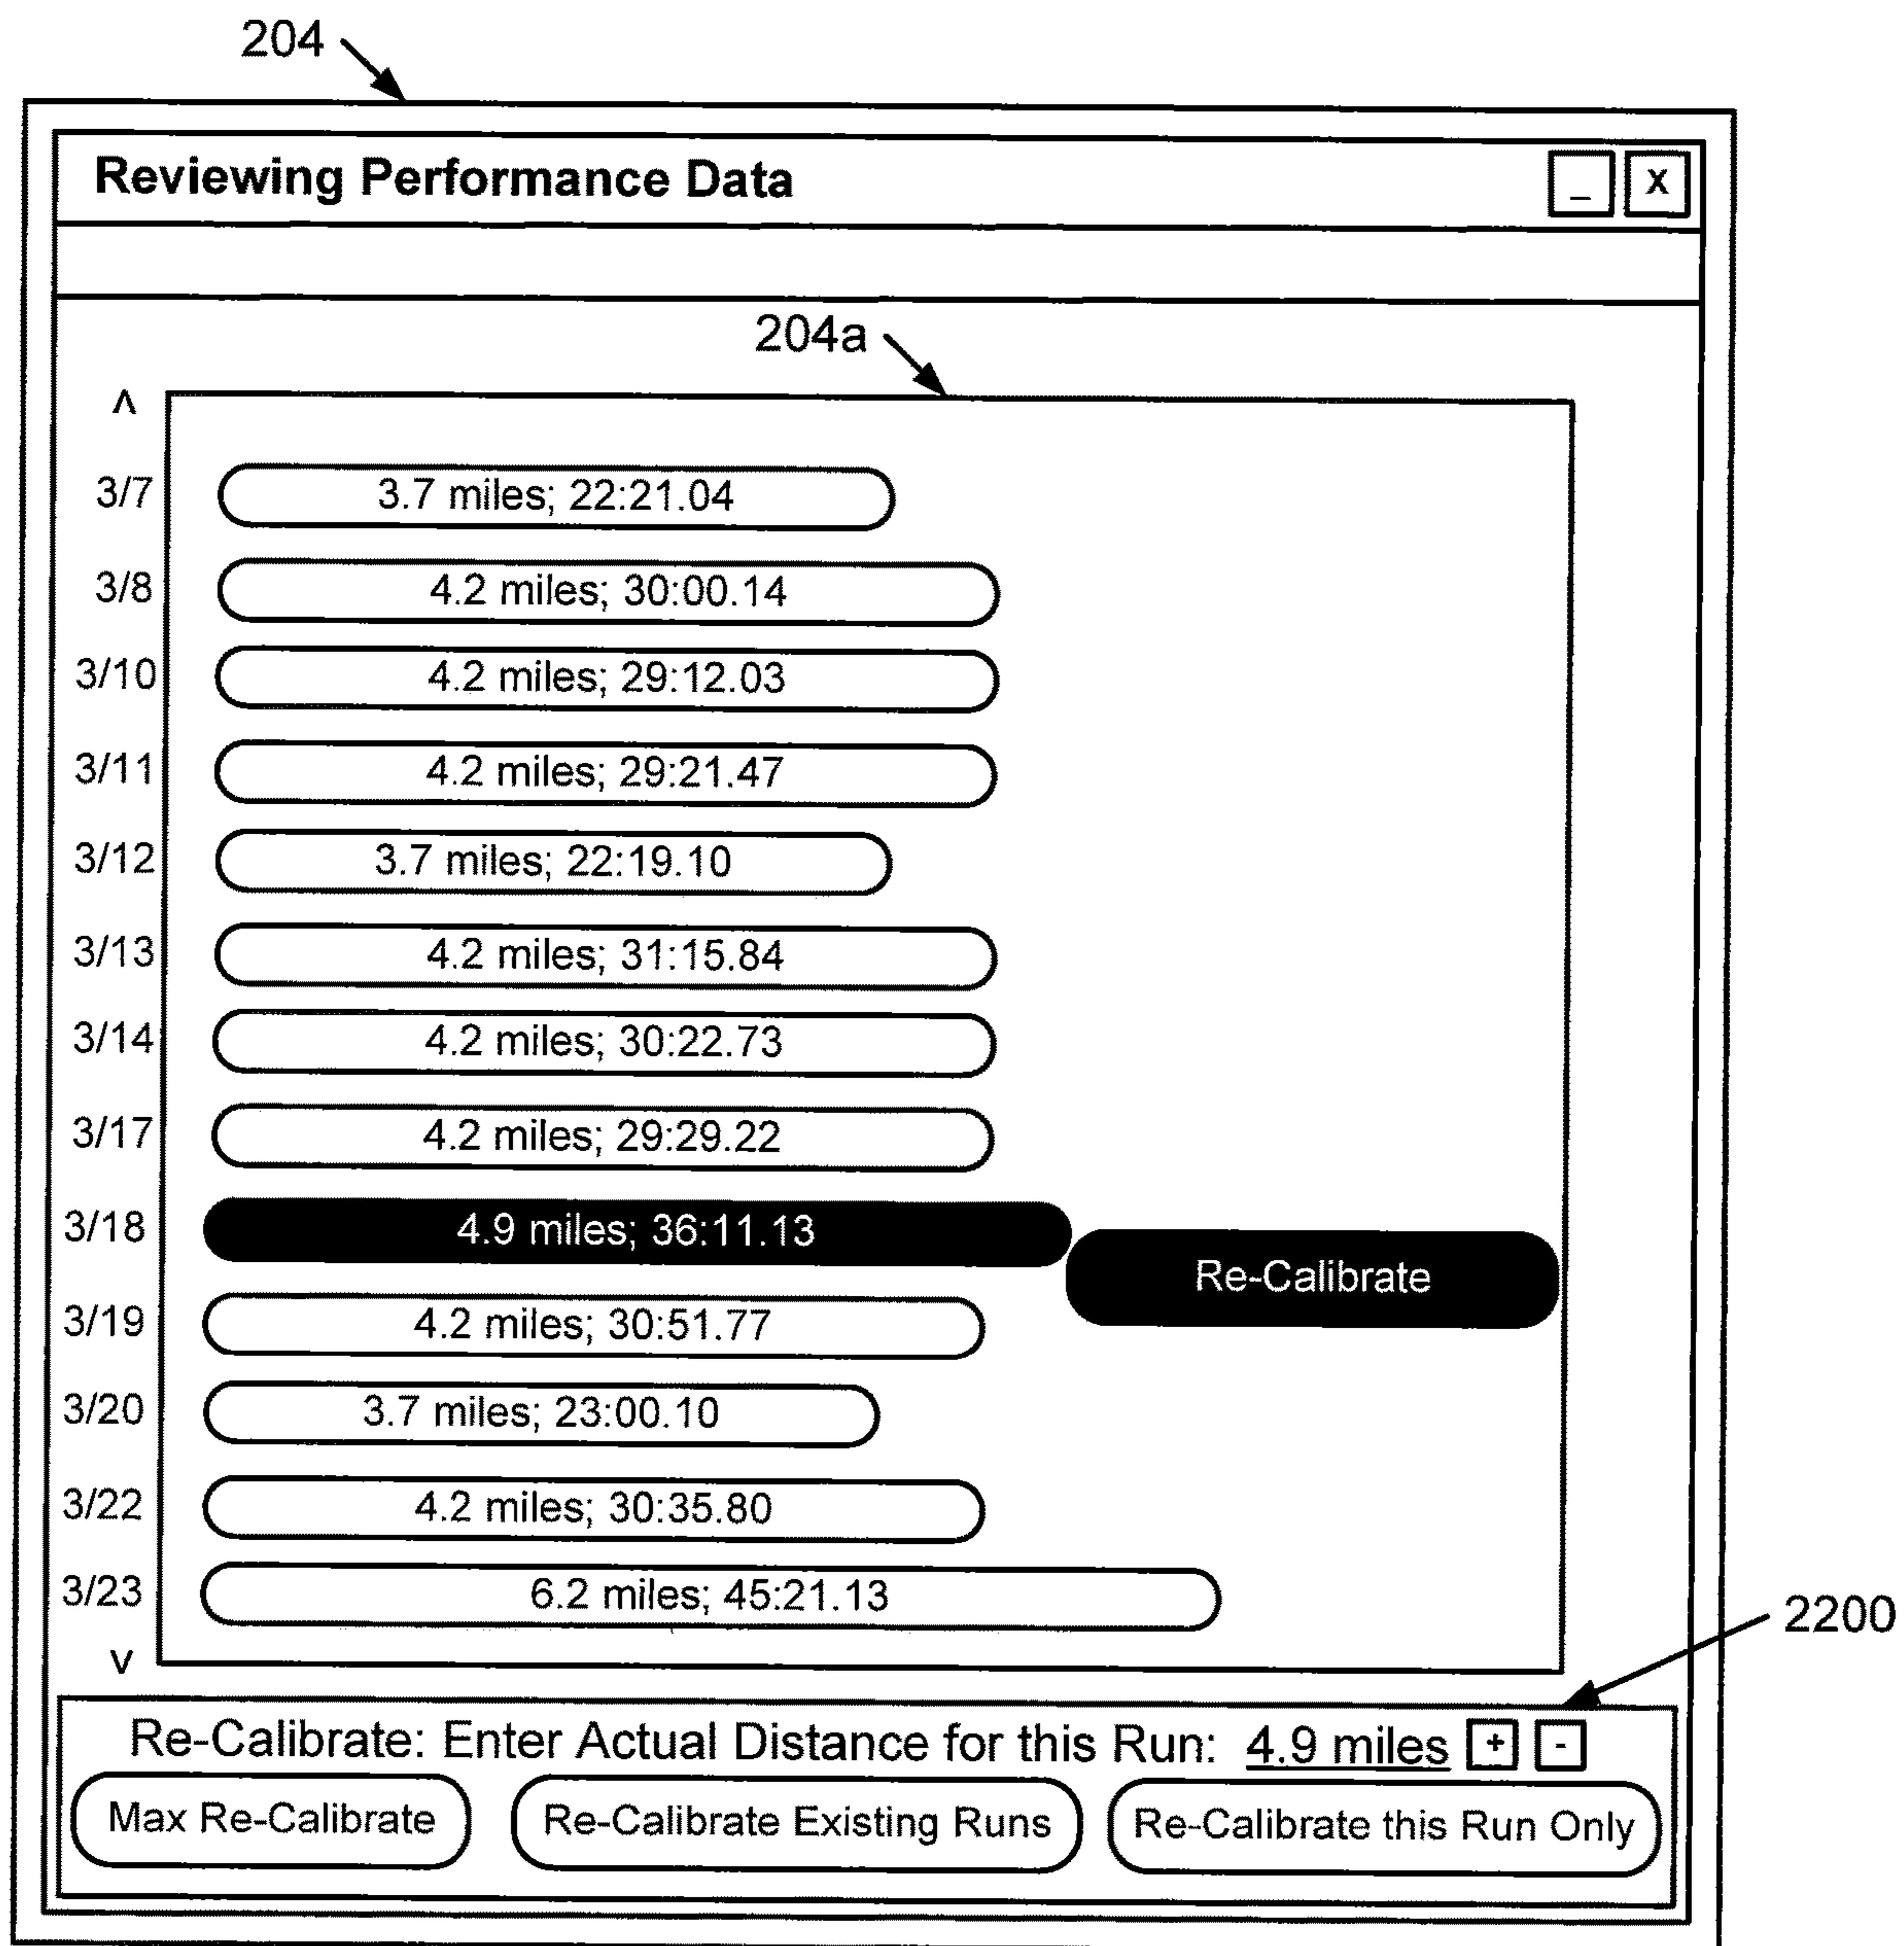 204
Reviewing Performance Data _ X
204a
^
3/7 3.7 miles; 22:21.04
3/8 4.2 miles; 30:00.14
3/10 4.2 miles; 29:12.03
3/11 4.2 miles; 29:21.47
3/12 3.7 miles; 22:19.10
3/13 4.2 miles; 31:15.84
3/14 4.2 miles; 30:22.73
3/17 4.2 miles; 29:29.22
3/18 4.9 miles; 36:11.13
Re-Calibrate
3/19 4.2 miles; 30:51.77
3/20 3.7 miles; 23:00.10
3/22 4.2 miles; 30:35.80
3/23 6.2 miles; 45:21.13
2200
v
Re-Calibrate: Enter Actual Distance for this Run: 4.9 miles + -
Max Re-Calibrate Re-Calibrate Existing Runs Re-Calibrate this Run Only